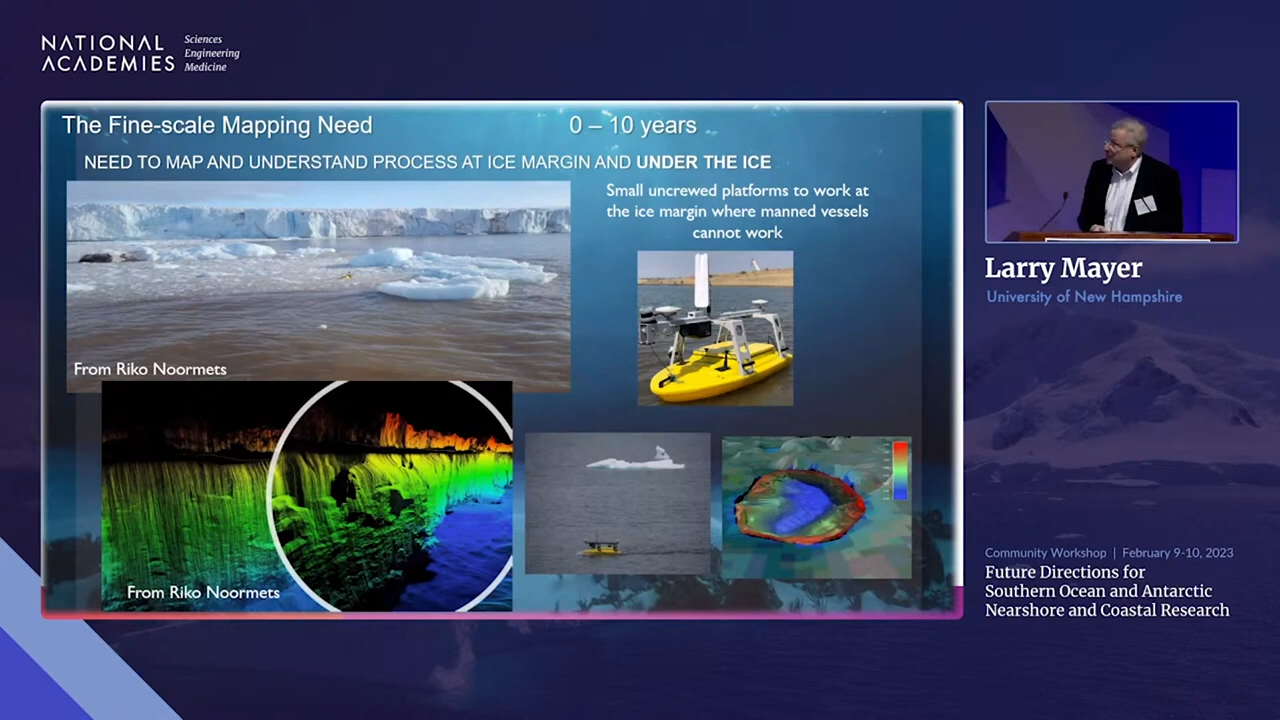 NATIONAL
ACADEMIES
Sciences
Engineering
Medicine
The Fine-scale Mapping Need
0 – 10 years
NEED TO MAP AND UNDERSTAND PROCESS AT ICE MARGIN AND UNDER THE ICE
Small uncrewed platforms to work at
the ice margin where manned vessels
cannot work
From Riko Noormets
From Riko Noormets
Larry Mayer
University of New Hampshire
Community Workshop | February 9-10, 2023
Future Directions for
Southern Ocean and Antarctic
Nearshore and Coastal Research